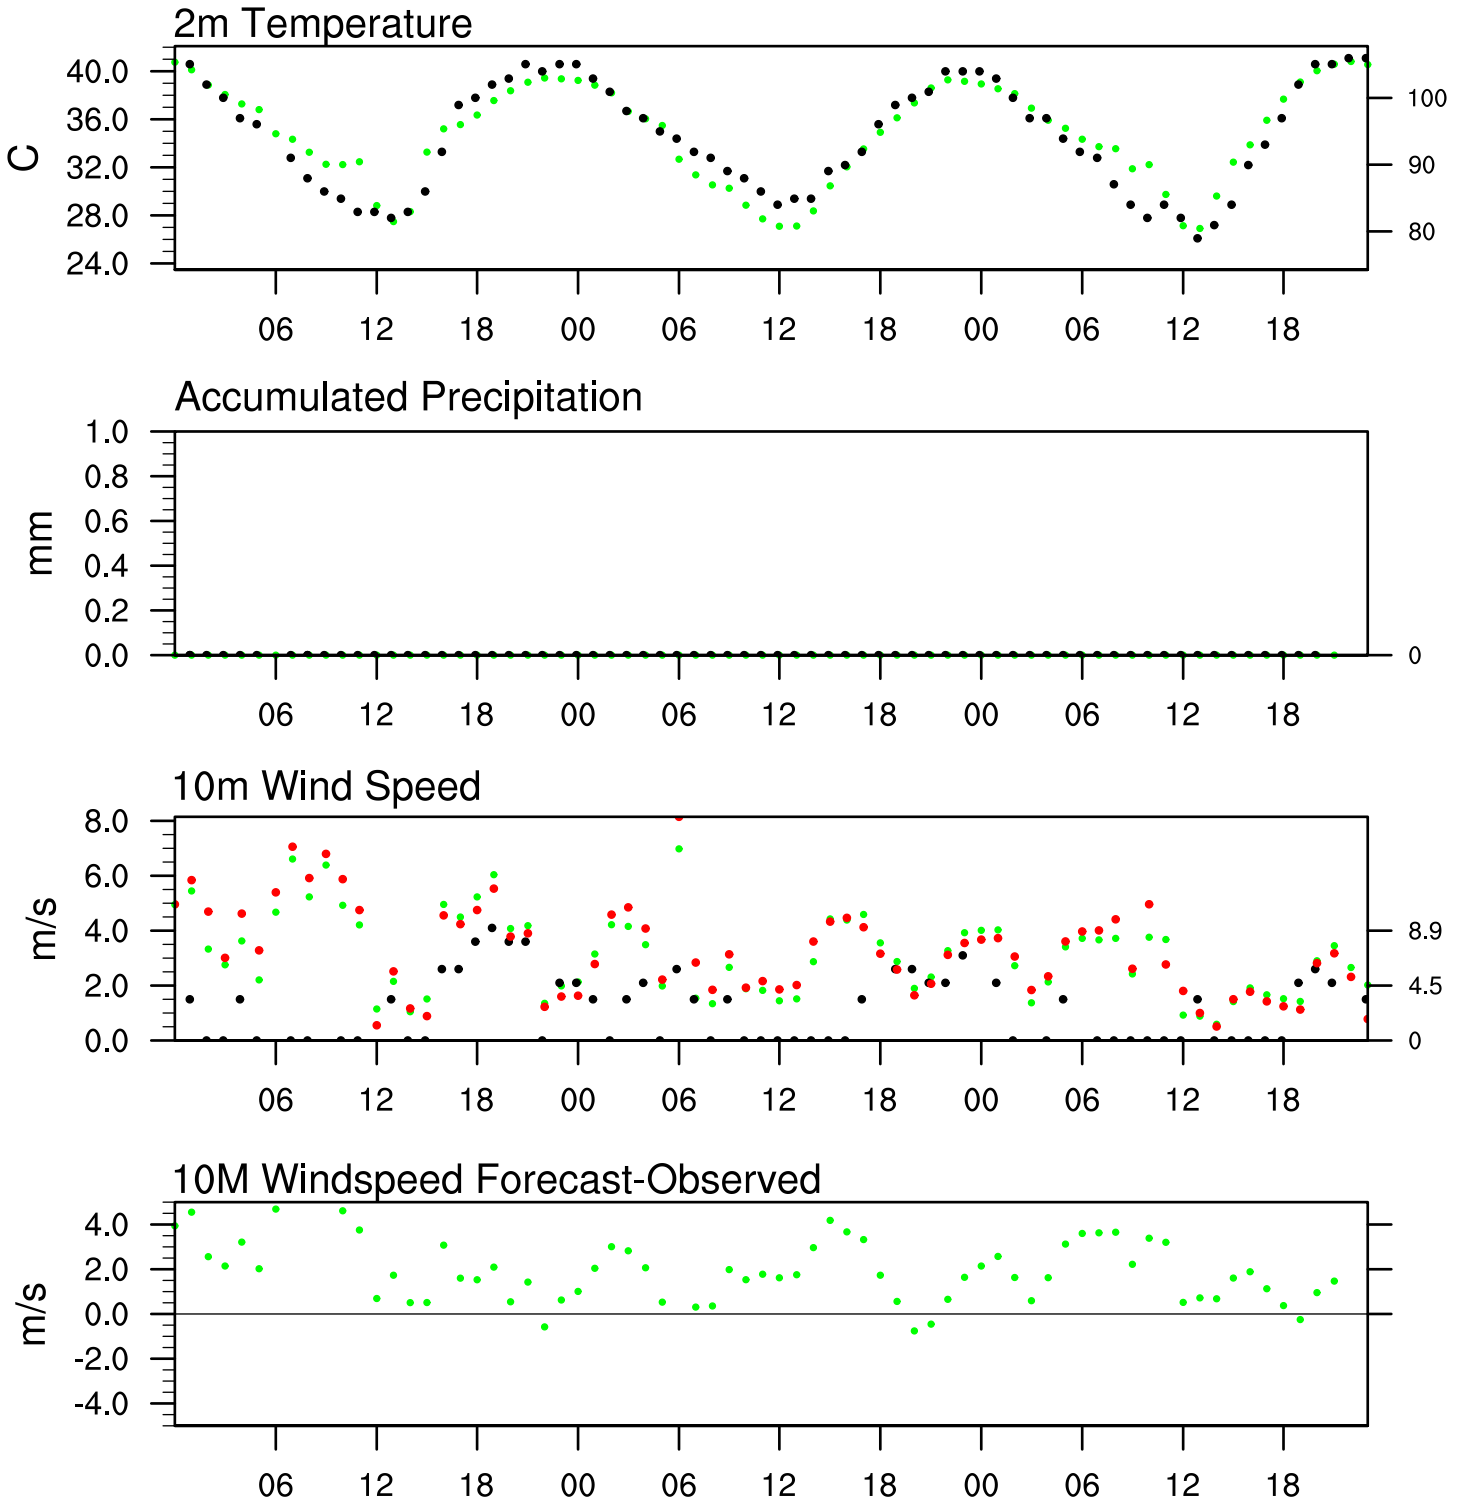 2m Temperature
C
40.0
36.0
32.0
28.0
24.0
100
90
80
06 12 18 00 06 12 18 00 06 12 18
Accumulated Precipitation
mm
1.0
0.8
0.6
0.4
0.2
0.0
0
06 12 18 00 06 12 18 00 06 12 18
10m Wind Speed
m/s
8.0
6.0
4.0
2.0
0.0
8.9
4.5
0
06 12 18 00 06 12 18 00 06 12 18
10M Windspeed Forecast-Observed
m/s
4.0
2.0
0.0
-2.0
-4.0
06 12 18 00 06 12 18 00 06 12 18